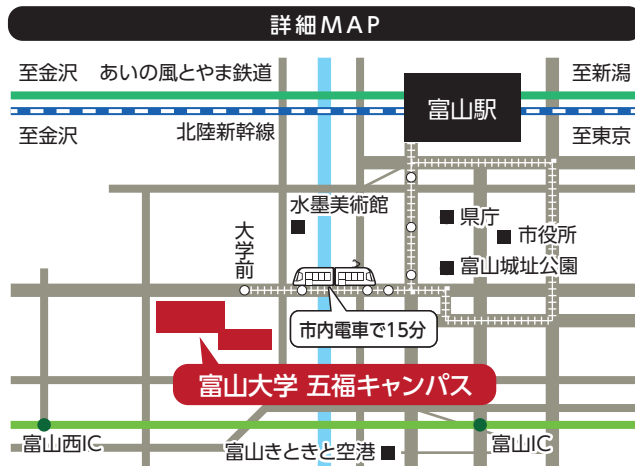 詳細MAP
至金沢
あいの風とやま鉄道
至新潟
富山駅
至金沢
北陸新幹線
至東京
水墨美術館
県庁
大学前
市役所
富山城址公園
市内電車で15分
富山大学 五福キャンパス
富山西IC
富山きときと空港
富山IC